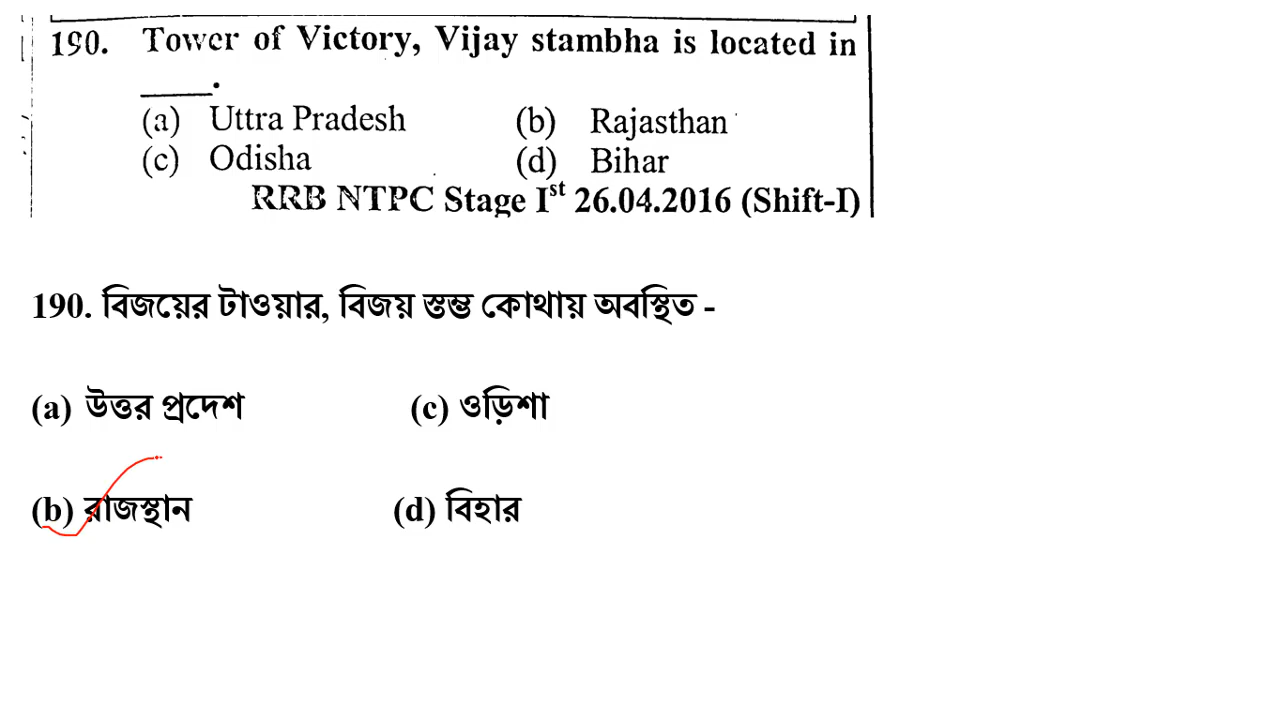 190. Tower of Victory, Vijay stambha is located in
_____.
(a) Uttra Pradesh (b) Rajasthan
(c) Odisha (d) Bihar
RRB NTPC Stage Ist 26.04.2016 (Shift-I)
190. বিজয়ের টাওয়ার, বিজয় স্তম্ভ কোথায় অবস্থিত -
(a) উত্তর প্রদেশ (c) ওড়িশা
(b) রাজস্থান (d) বিহার